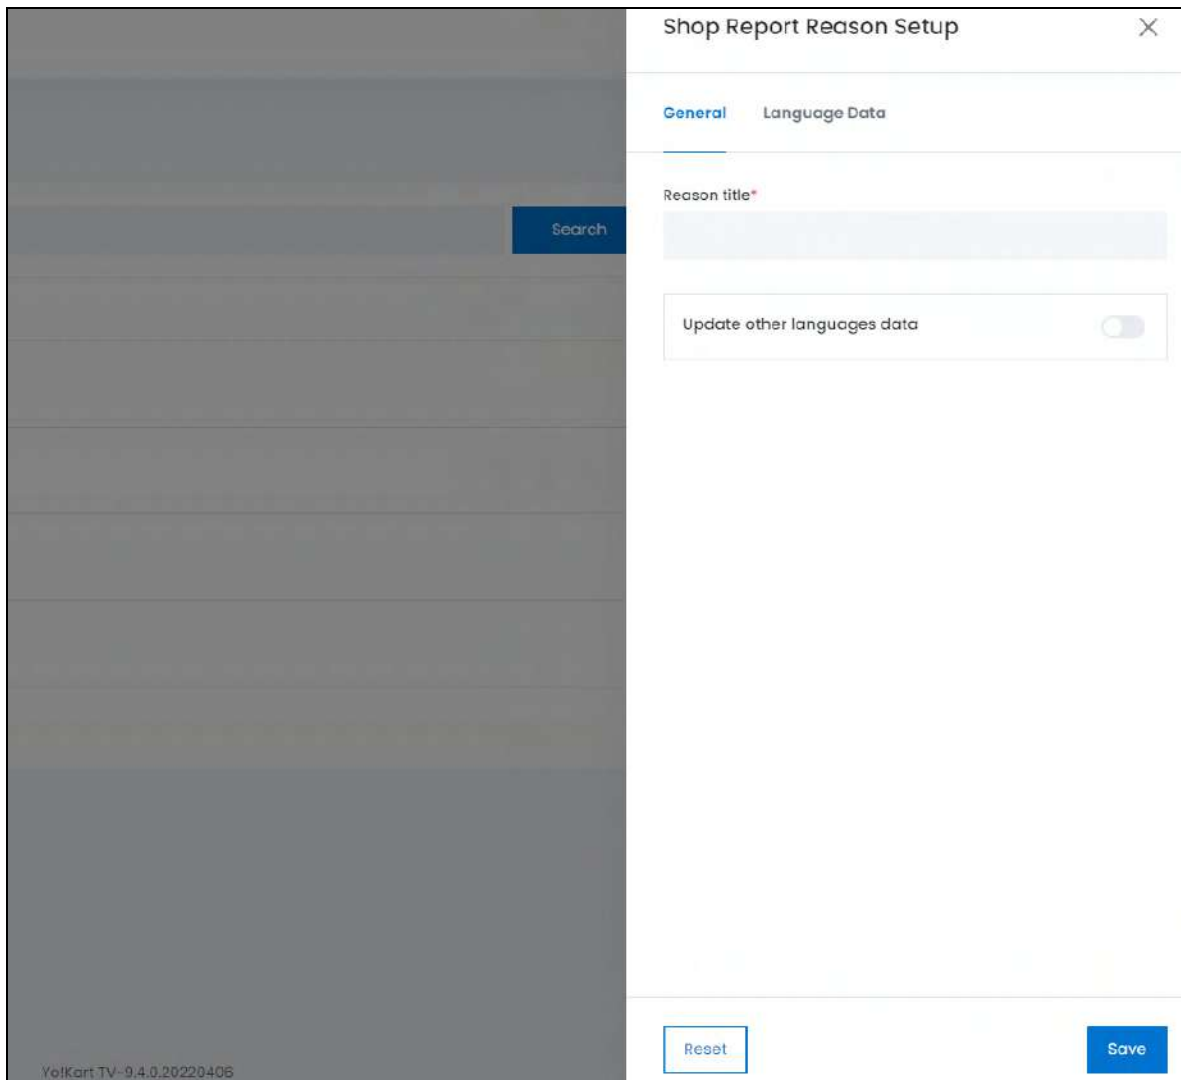 Shop Report Reason Setup
General Language Data
Reason title*
Search
Update other languages data
Reset Save
Yo!Kart TV-9.4.0.20220406